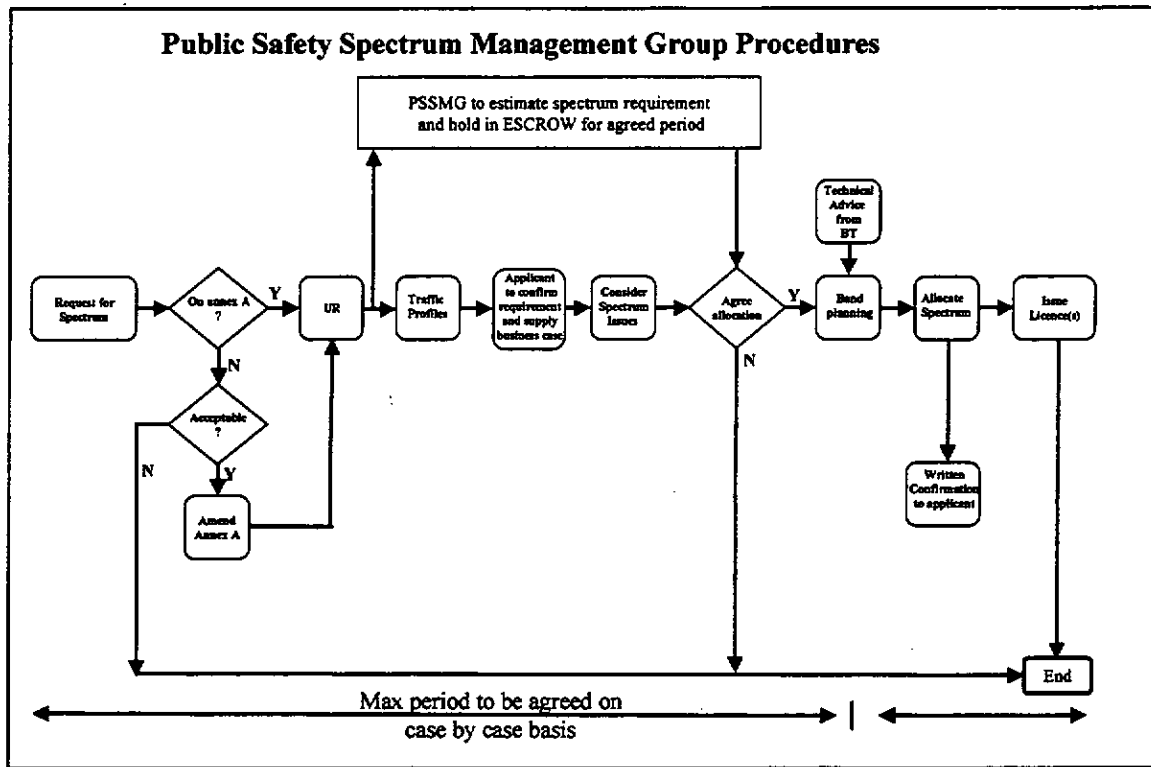 Public Safety Spectrum Management Group Procedures
PSSMG to estimate spectrum requirement
and hold in ESCROW for agreed period
Technical
Advice
from
BT
Request for
Spectrum
On annex A
?
Y
UR
Traffic
Profiles
Applicant
to confirm
requirement
and supply
business case
Consider
Spectrum
Issues
Agree
allocation
Y
Band
planning
Allocate
Spectrum
Issue
Licence(s)
N
N
Acceptable
?
N
Y
Amend
Annex A
Written
Confirmation
to applicant
End
Max period to be agreed on
case by case basis